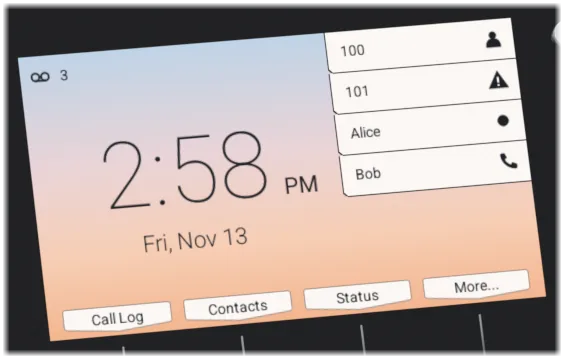 3
100
101
Alice
Bob
2:58 PM
Fri, Nov 13
Call Log
Contacts
Status
More...